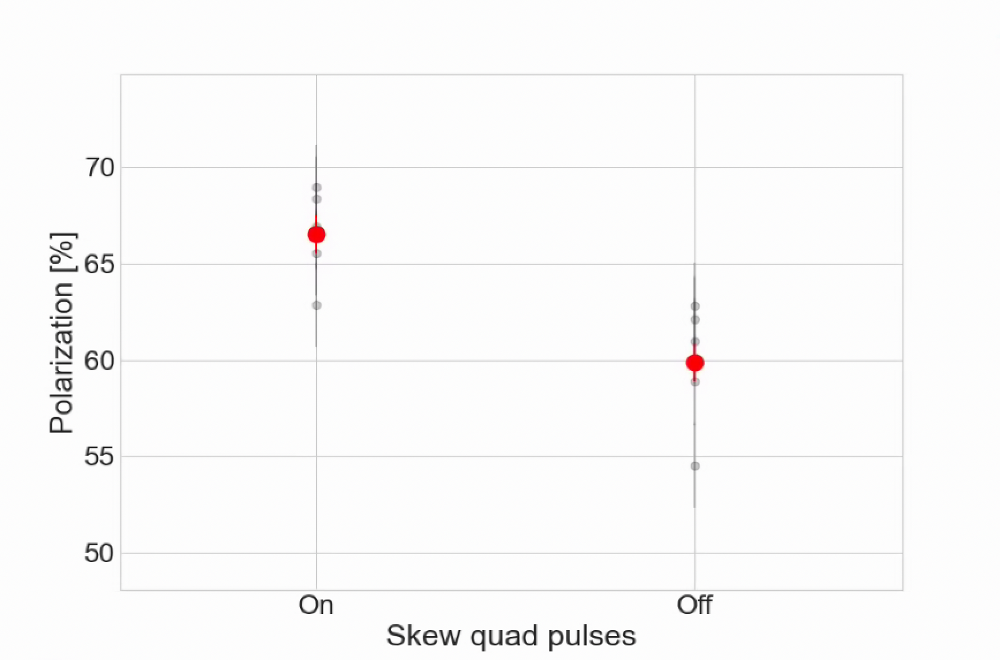 70
65
60
55
50
Polarization [%]
On
Off
Skew quad pulses